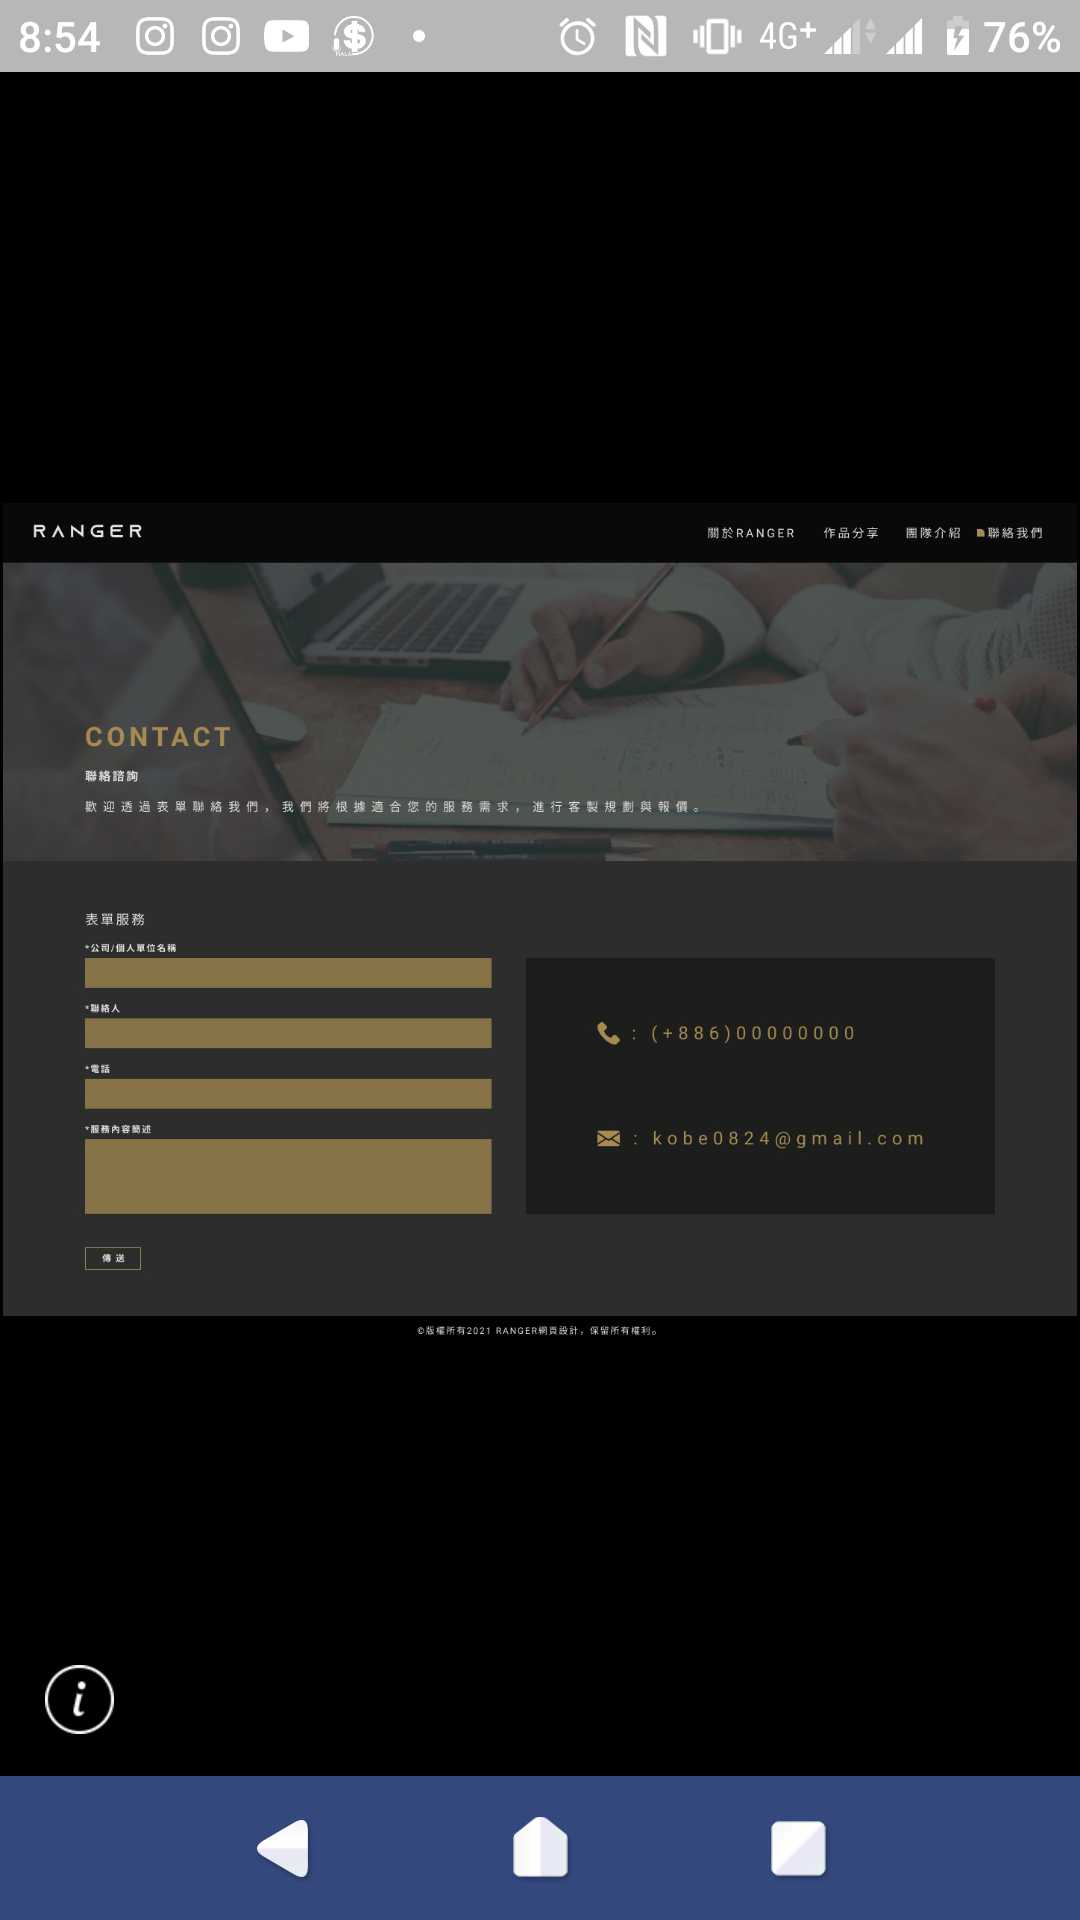 8:54
4G+ 76%
RANGER
關於RANGER 作品分享 團隊介紹 聯絡我們
CONTACT
聯絡諮詢
歡迎透過表單聯絡我們，我們將根據適合您的服務需求，進行客製規劃與報價。
表單服務
*公司/個人單位名稱
*聯絡人
*電話
*服務內容簡述
傳送
: (+886)00000000
: kobe0824@gmail.com
©版權所有2021 RANGER網頁設計，保留所有權利。
i